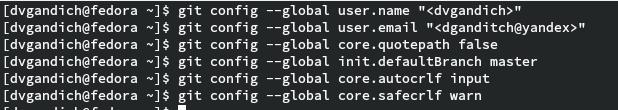 [dvgandich@fedora ~]$ git config --global user.name "<dvgandich>"
[dvgandich@fedora ~]$ git config --global user.email "<dganditch@yandex>"
[dvgandich@fedora ~]$ git config --global core.quotepath false
[dvgandich@fedora ~]$ git config --global init.defaultBranch master
[dvgandich@fedora ~]$ git config --global core.autocrlf input
[dvgandich@fedora ~]$ git config --global core.safecrlf warn